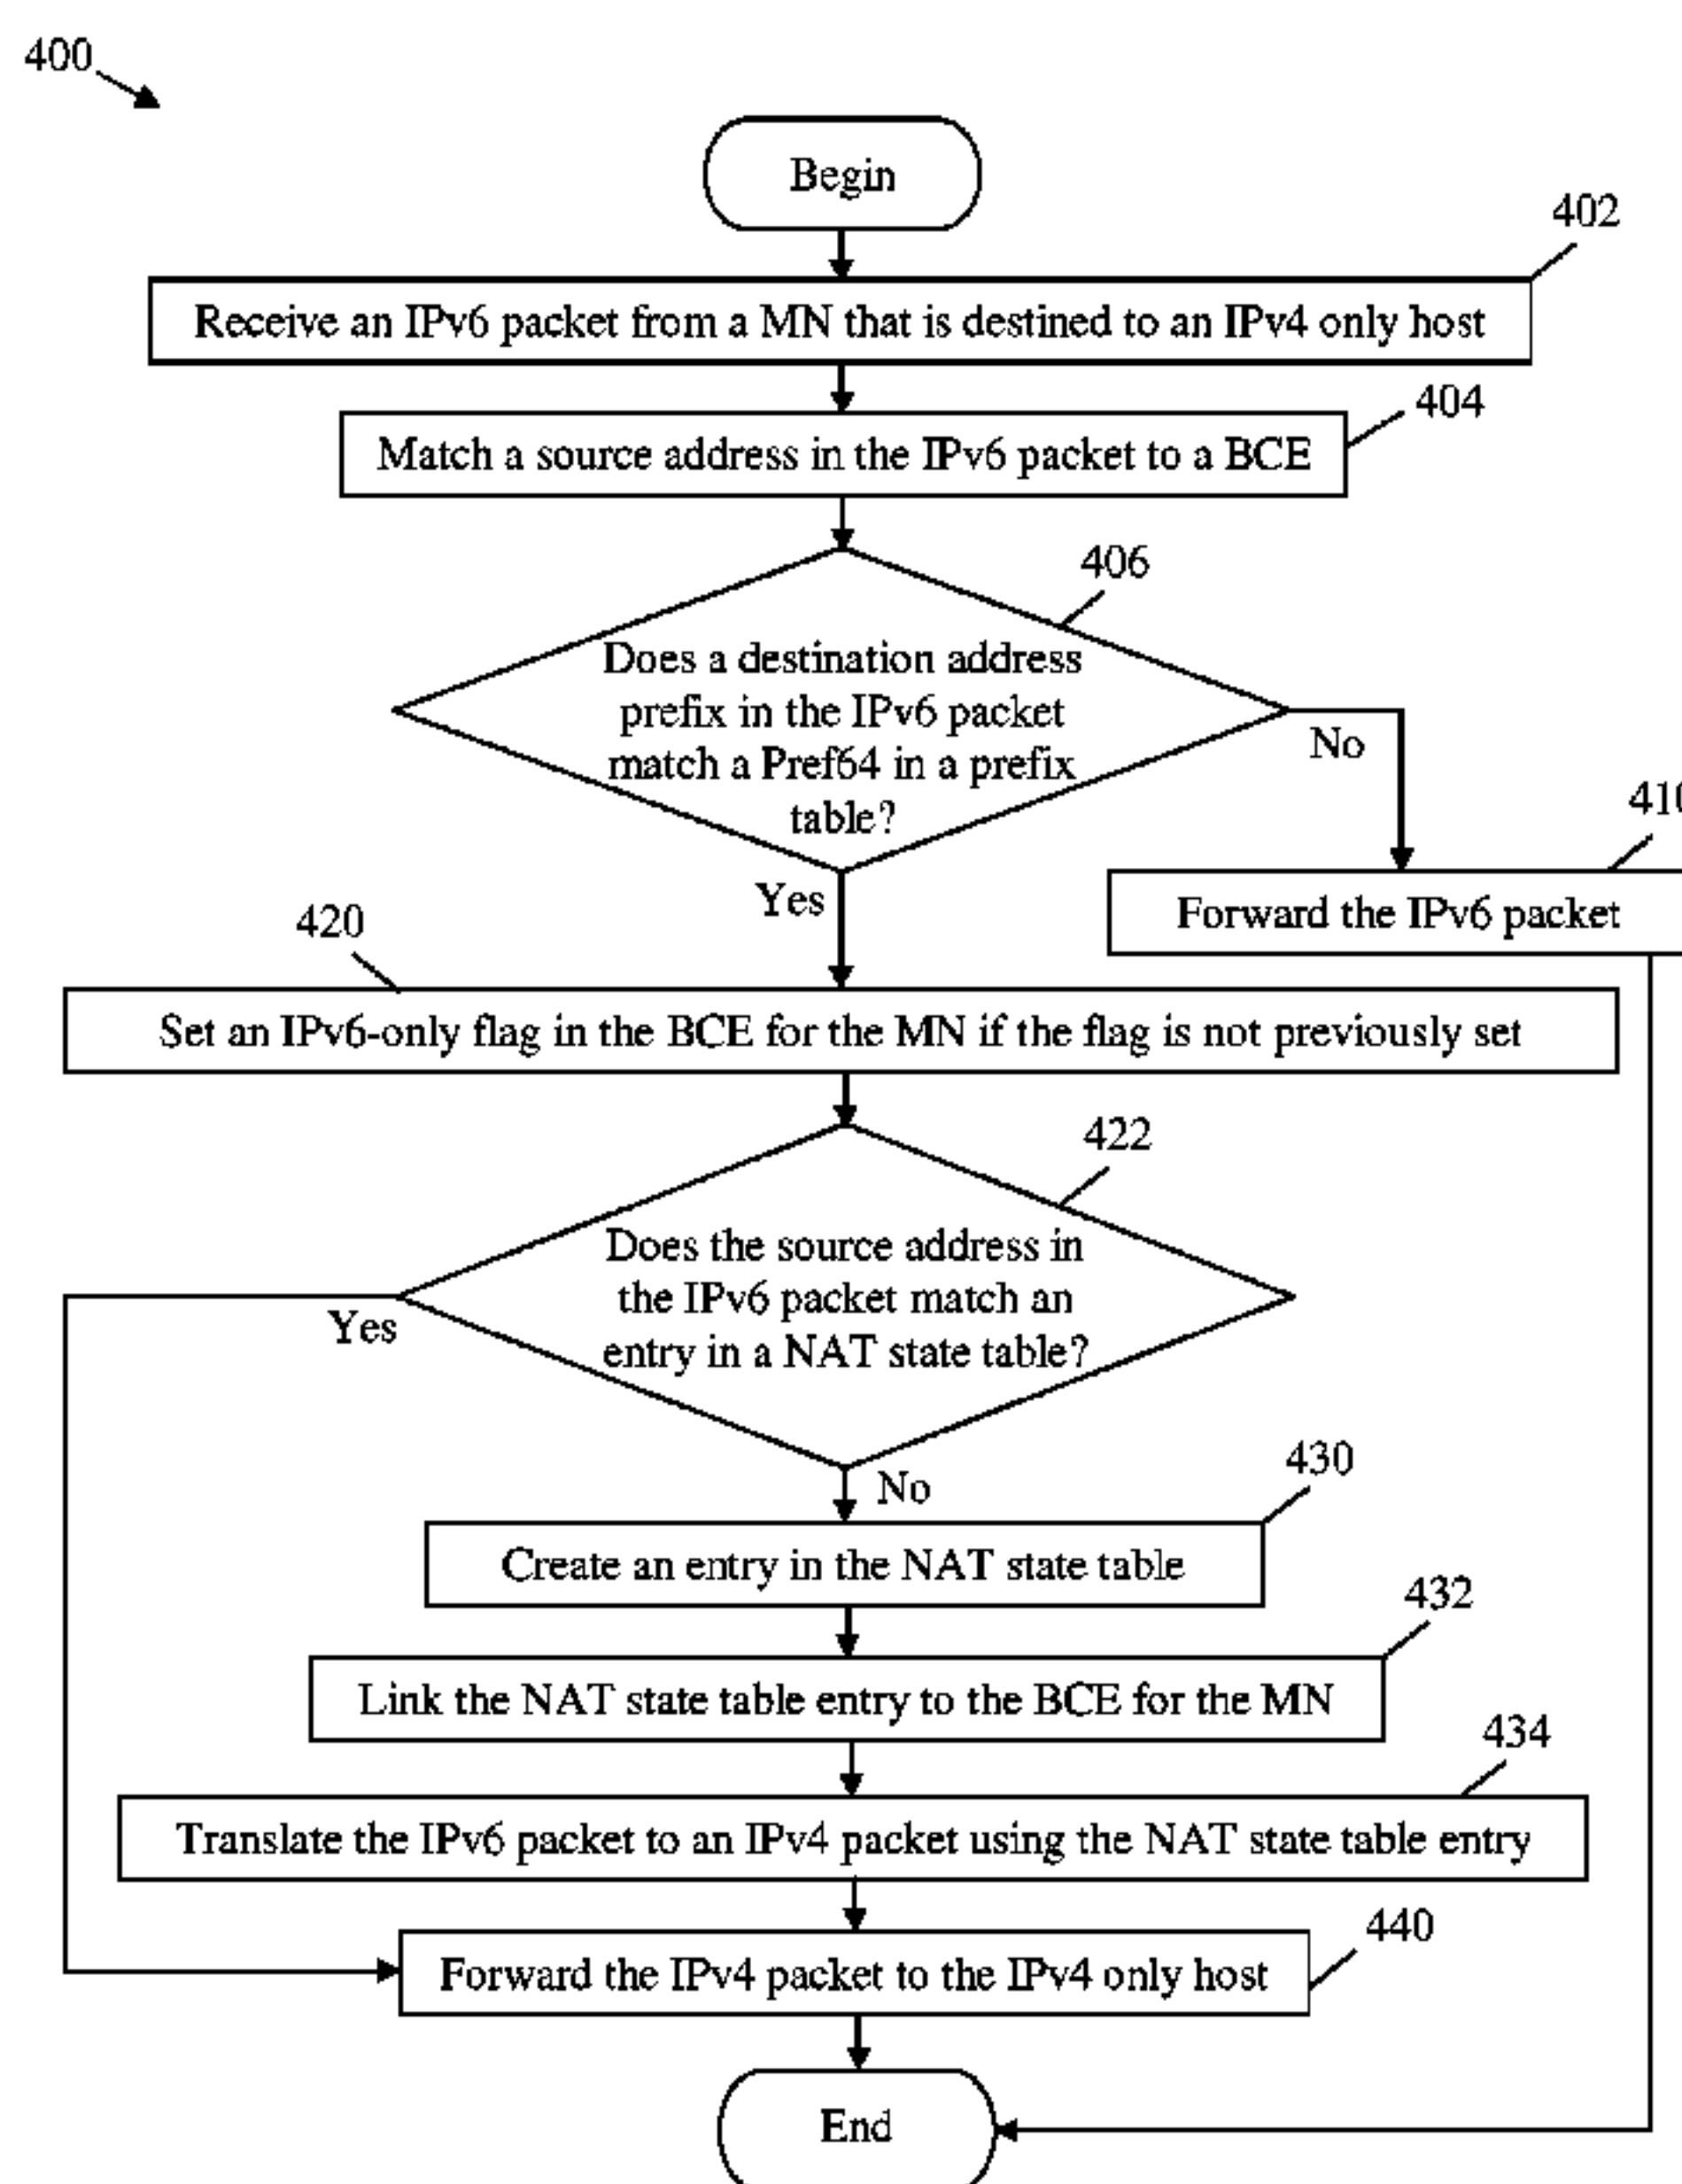 400
Begin
402
Receive an IPv6 packet from a MN that is destined to an IPv4 only host
404
Match a source address in the IPv6 packet to a BCE
406
Does a destination address
prefix in the IPv6 packet
match a Pref64 in a prefix
table?
No
410
Yes
Forward the IPv6 packet
420
Set an IPv6-only flag in the BCE for the MN if the flag is not previously set
422
Does the source address in
the IPv6 packet match an
entry in a NAT state table?
Yes
No
430
Create an entry in the NAT state table
432
Link the NAT state table entry to the BCE for the MN
434
Translate the IPv6 packet to an IPv4 packet using the NAT state table entry
440
Forward the IPv4 packet to the IPv4 only host
End